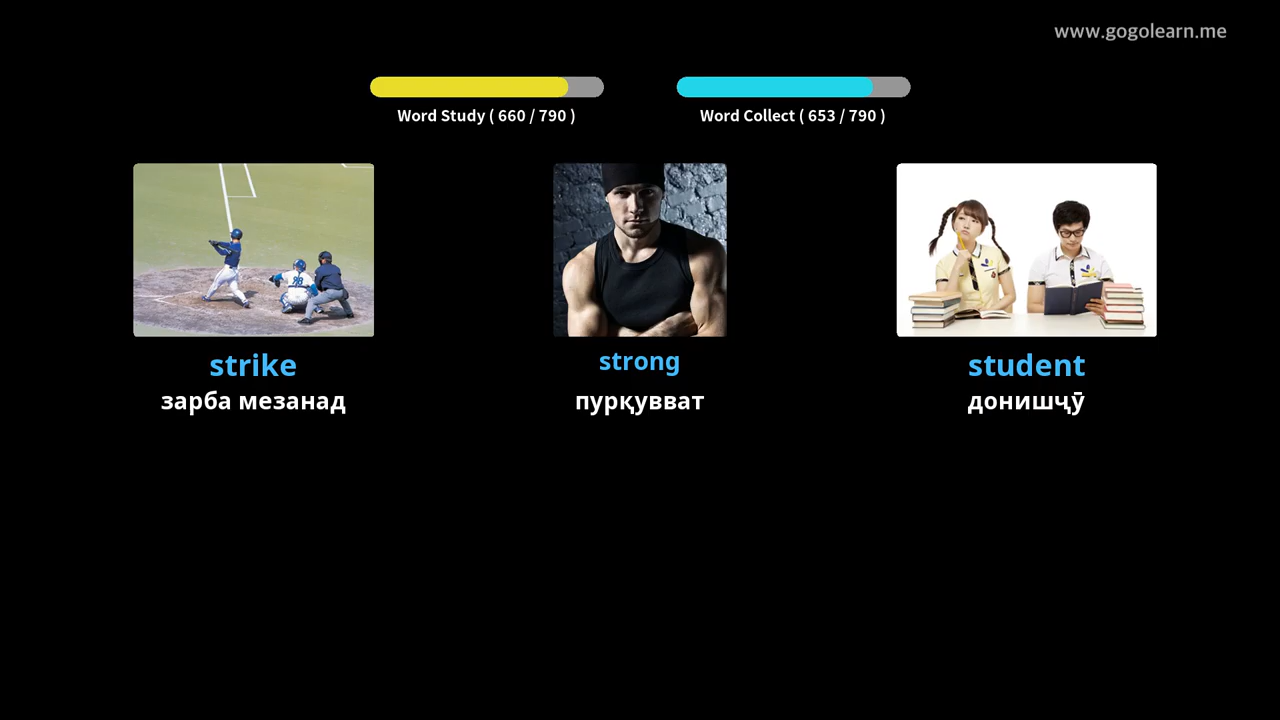 www.gogolearn.me
Word Study ( 660 / 790 )
Word Collect ( 653 / 790 )
strike
strong
student
зарба мезанад
пурқувват
донишҷӯ